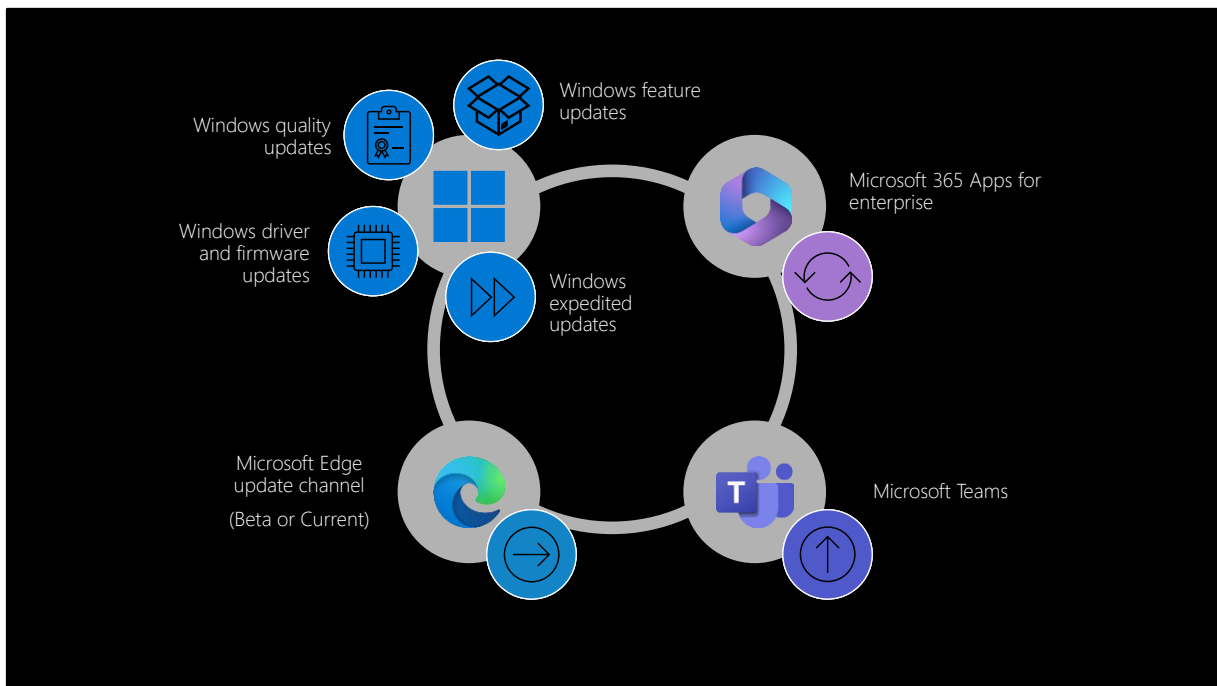 Windows feature
updates
Windows quality
updates
Microsoft 365 Apps for
enterprise
Windows driver
and firmware
updates
Windows
expedited
updates
Microsoft Edge
update channel
(Beta or Current)
T
Microsoft Teams